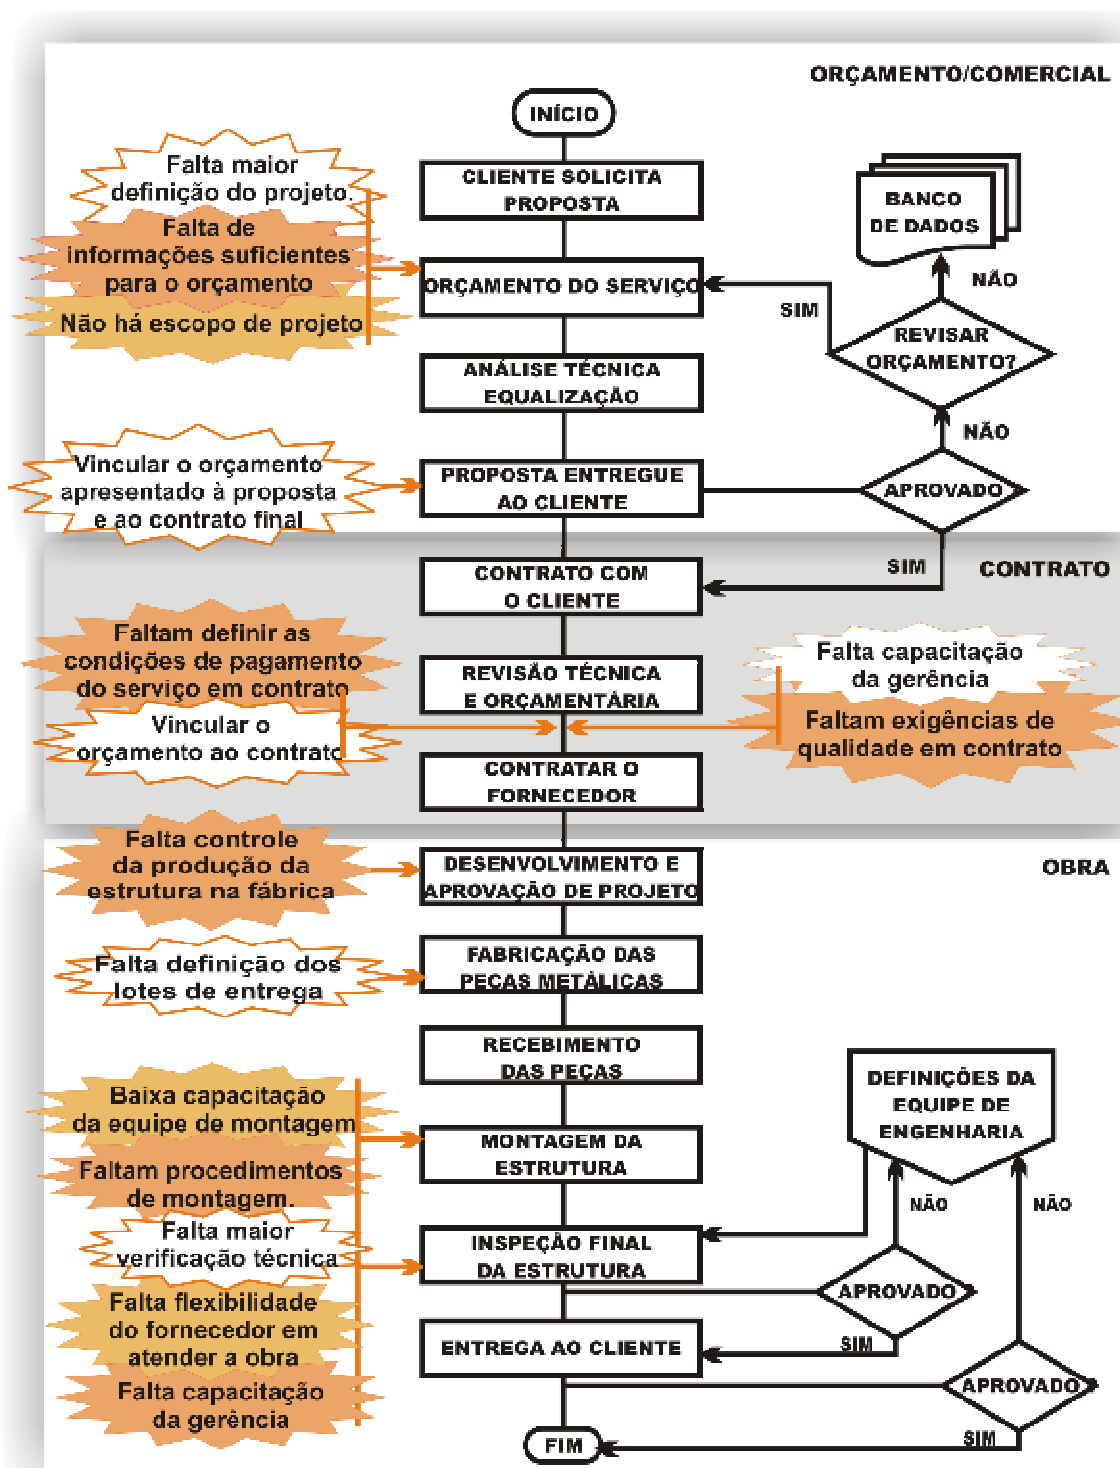 ORÇAMENTO/COMERCIAL
INÍCIO
Falta maior
definição do projeto.
CLIENTE SOLICITA
PROPOSTA
BANCO
DE DADOS
Falta de
informações suficientes
para o orçamento
ORÇAMENTO DO SERVIÇO
NÃO
SIM
Não há escopo de projeto
REVISAR
ORÇAMENTO?
ANÁLISE TÉCNICA
EQUALIZAÇÃO
NÃO
Vincular o orçamento
apresentado à proposta
e ao contrato final
PROPOSTA ENTREGUE
AO CLIENTE
APROVADO?
SIM
CONTRATO
CONTRATO COM
O CLIENTE
Faltam definir as
condições de pagamento
do serviço em contrato
REVISÃO TÉCNICA
E ORÇAMENTÁRIA
Falta capacitação
da gerência
Vincular o
orçamento ao contrato
Faltam exigências de
qualidade em contrato
CONTRATAR O
FORNECEDOR
Falta controle
da produção da
estrutura na fábrica
DESENVOLVIMENTO E
APROVAÇÃO DE PROJETO
OBRA
Falta definição dos
lotes de entrega
FABRICAÇÃO DAS
PEÇAS METÁLICAS
RECEBIMENTO
DAS PEÇAS
DEFINIÇÕES DA
EQUIPE DE
ENGENHARIA
Baixa capacitação
da equipe de montagem
MONTAGEM DA
ESTRUTURA
Faltam procedimentos
de montagem.
NÃO
NÃO
Falta maior
verificação técnica
INSPEÇÃO FINAL
DA ESTRUTURA
APROVADO?
Falta flexibilidade
do fornecedor em
atender a obra
ENTREGA AO CLIENTE
SIM
Falta capacitação
da gerência
APROVADO?
SIM
FIM